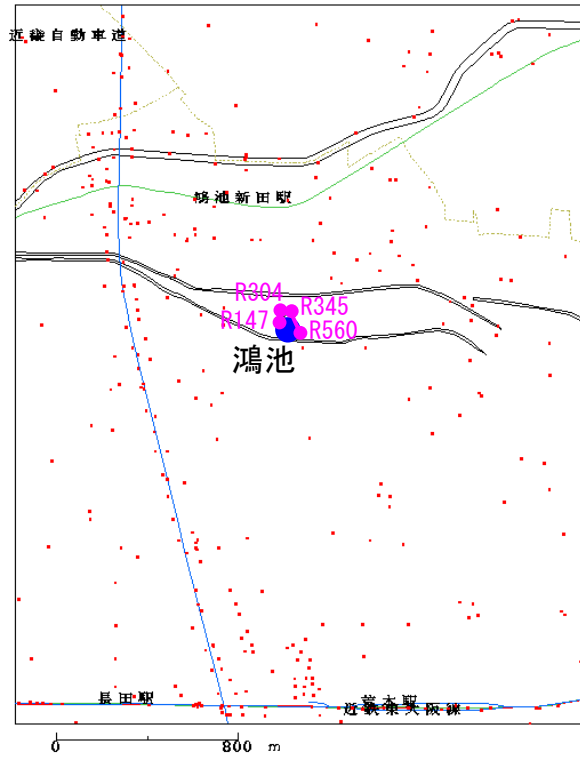 近畿自動車道
鴻池新田駅
R304
R345
R147
R560
鴻池
長田駅
荒本駅
近鉄東大阪線
0 800 m